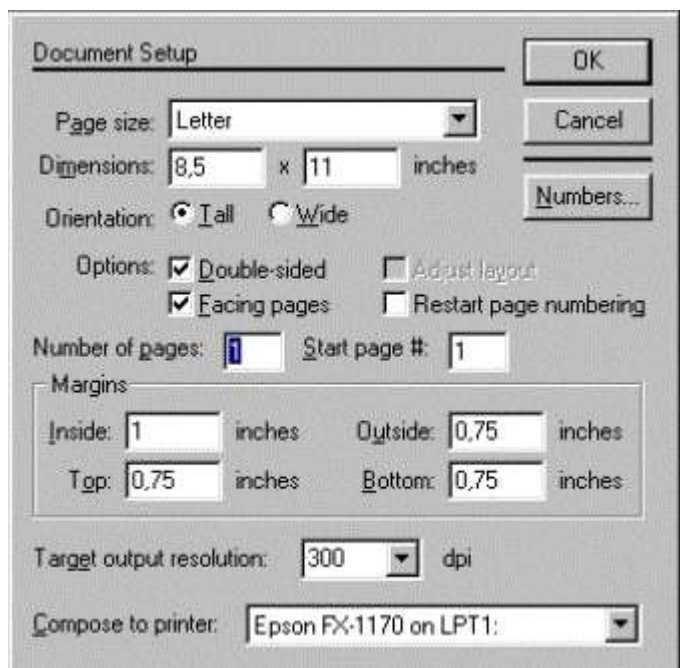 Document Setup
OK
Page size: Letter
Cancel
Dimensions: 8,5 x 11 inches
Numbers...
Orientation: Tall Wide
Options: Double-sided Adjust layout
Facing pages Restart page numbering
Number of pages: 1 Start page #: 1
Margins
Inside: 1 inches Outside: 0,75 inches
Top: 0,75 inches Bottom: 0,75 inches
Target output resolution: 300 dpi
Compose to printer: Epson FX-1170 on LPT1: